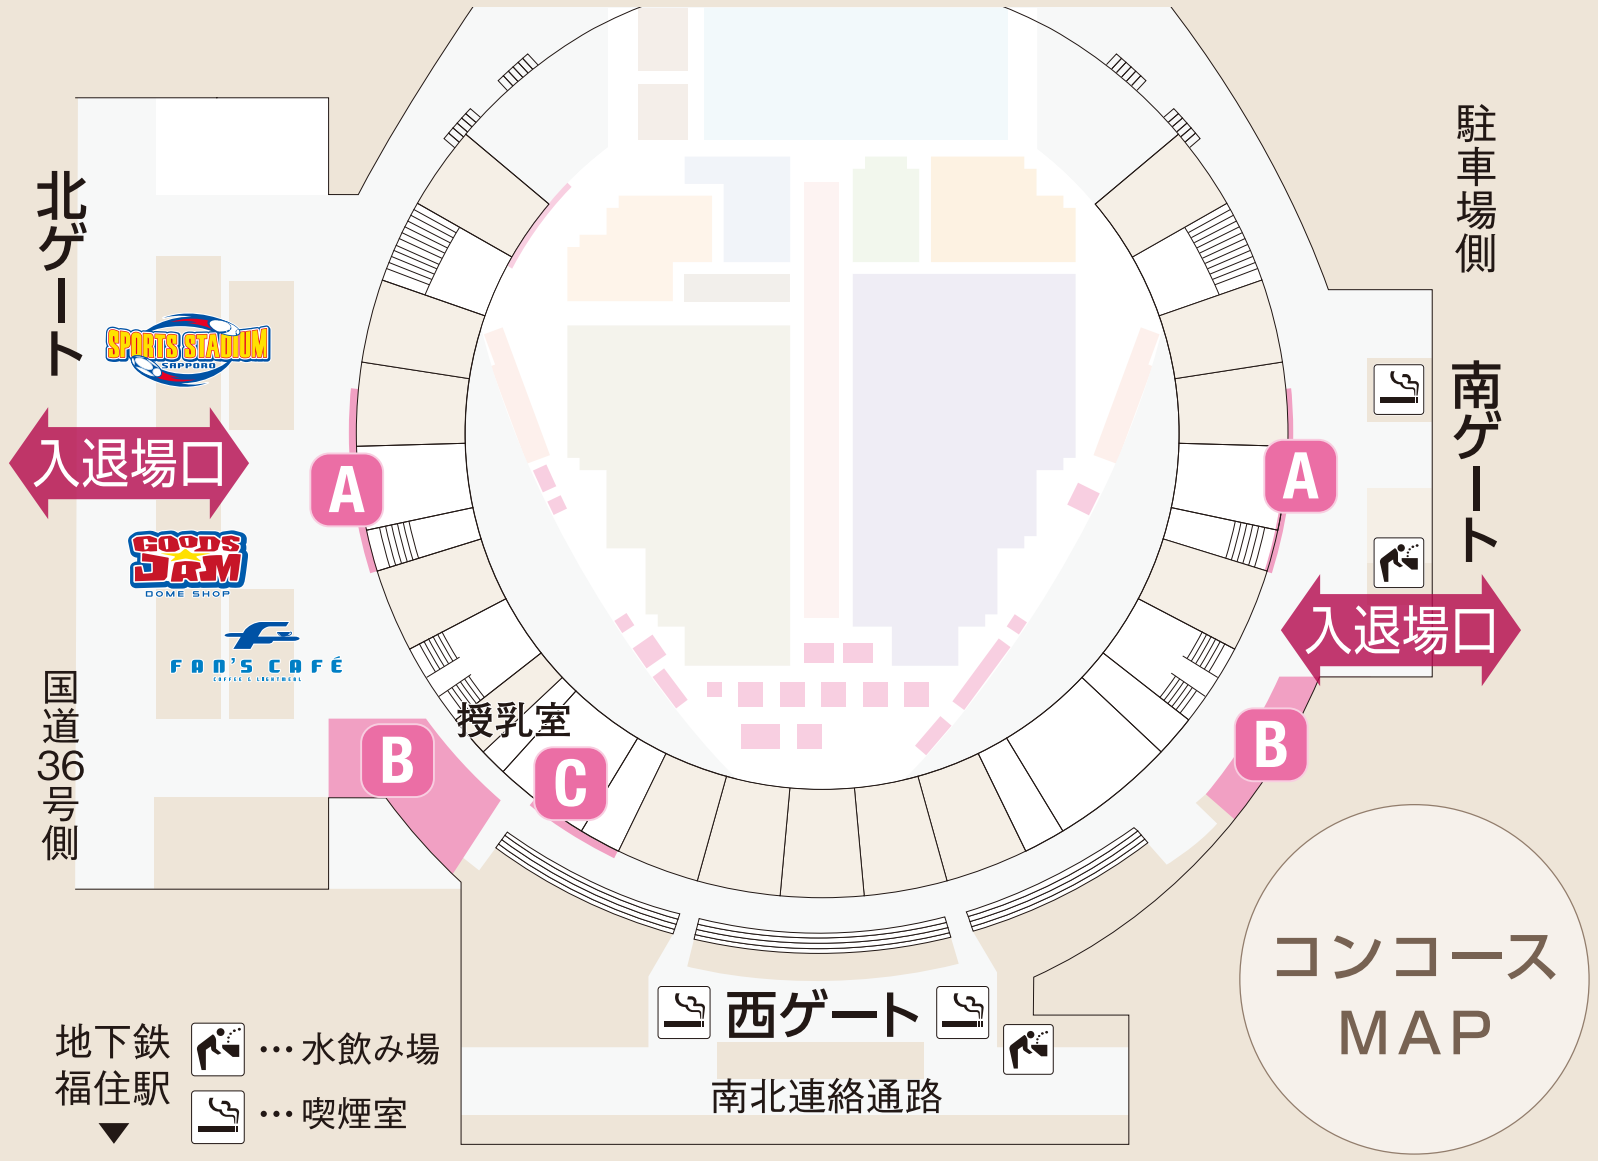 北ゲート
駐車場側
SPORTS STADIUM
SAPPORO
南ゲート
入退場口
A
A
GOODS
JAM
DOME SHOP
入退場口
FAN'S CAFÉ
COFFEE & LIGHTMEAL
国道36号側
授乳室
B
C
B
コンコース
MAP
西ゲート
南北連絡通路
地下鉄
福住駅
▼
…水飲み場
…喫煙室